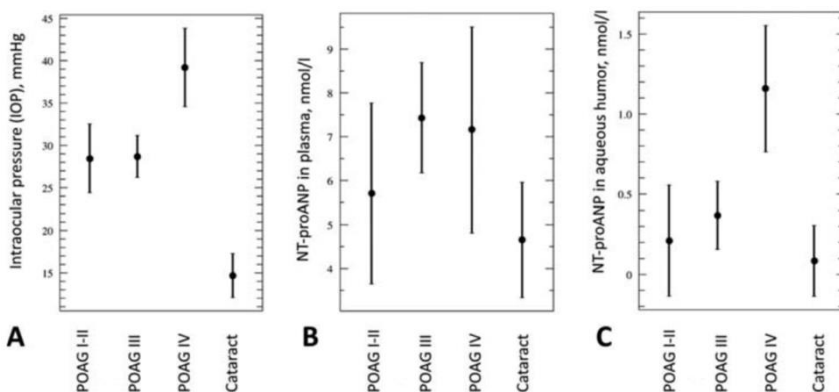 Intraocular pressure (IOP), mmHg
45
40
35
30
25
20
15
A
POAG I-II
POAG III
POAG IV
Cataract
NT-proANP in plasma, nmol/l
9
8
7
6
5
4
B
POAG I-II
POAG III
POAG IV
Cataract
NT-proANP in aqueous humor, nmol/l
1.5
1.0
0.5
0
C
POAG I-II
POAG III
POAG IV
Cataract